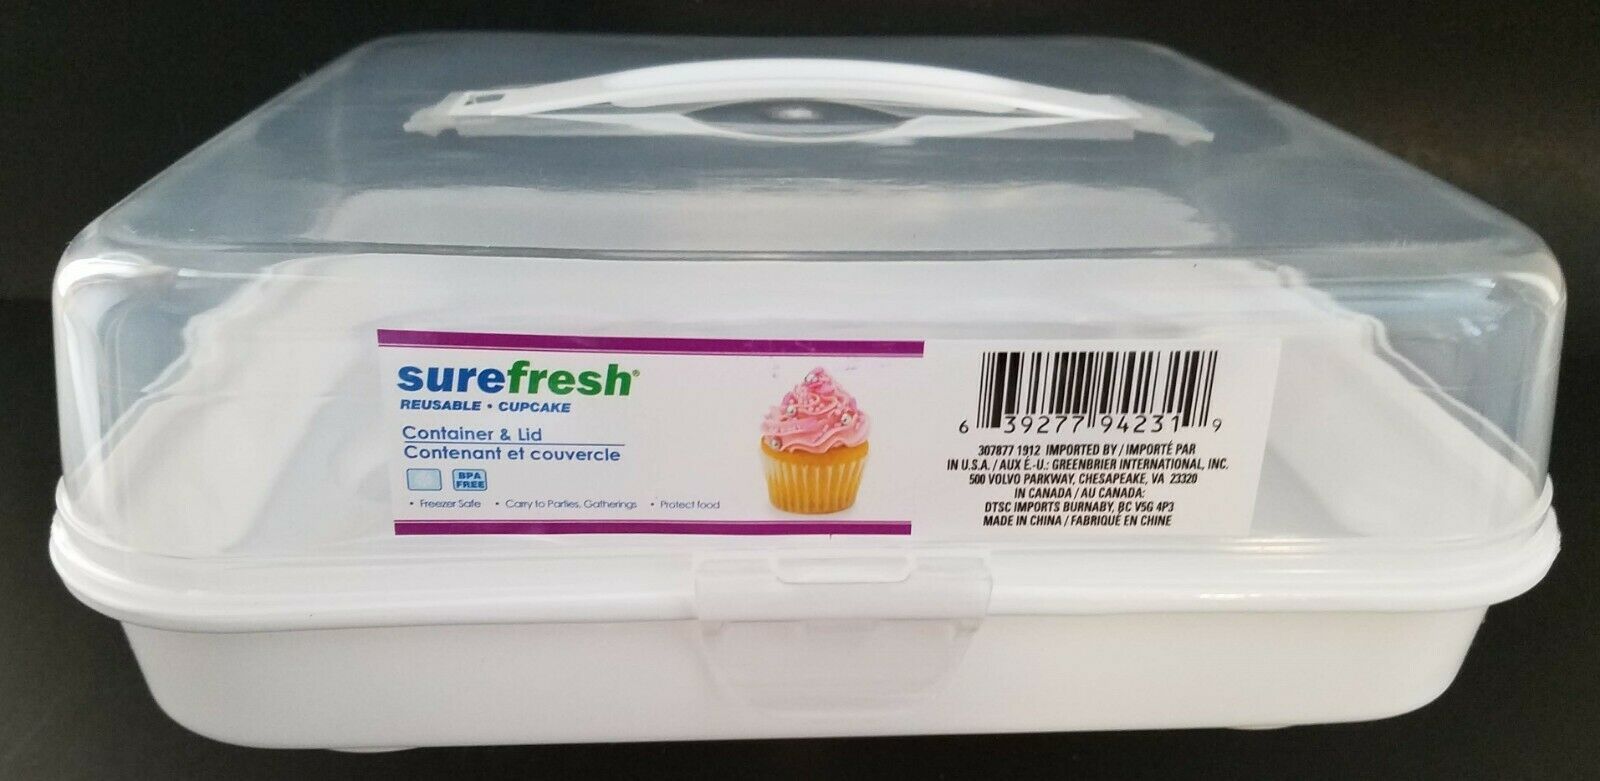 surefresh®
REUSABLE • CUPCAKE
Container & Lid
Contenant et couvercle
BPA
FREE
• Freezer Safe • Carry to Parties, Gatherings • Protect food
6 39277 94231 9
307877 1912 IMPORTED BY / IMPORTÉ PAR
IN U.S.A. / AUX É.-U.: GREENBRIER INTERNATIONAL, INC.
500 VOLVO PARKWAY, CHESAPEAKE, VA 23320
IN CANADA / AU CANADA:
DTSC IMPORTS BURNABY, BC V5G 4P3
MADE IN CHINA / FABRIQUÉ EN CHINE